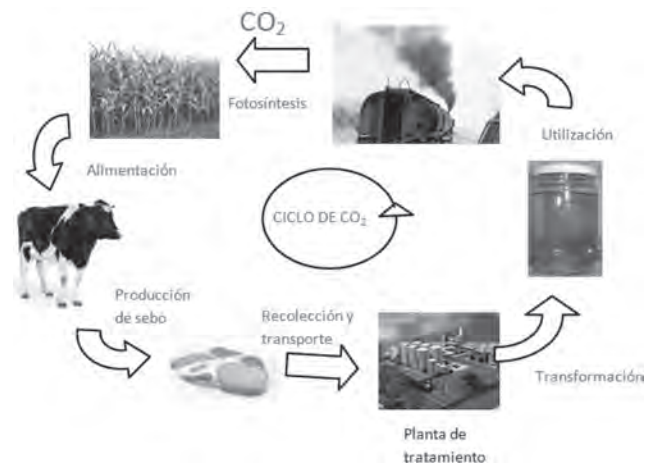 CO₂
Fotosíntesis
Utilización
Alimentación
CICLO DE CO₂
Producción
de sebo
Recolección y
transporte
Transformación
Planta de
tratamiento